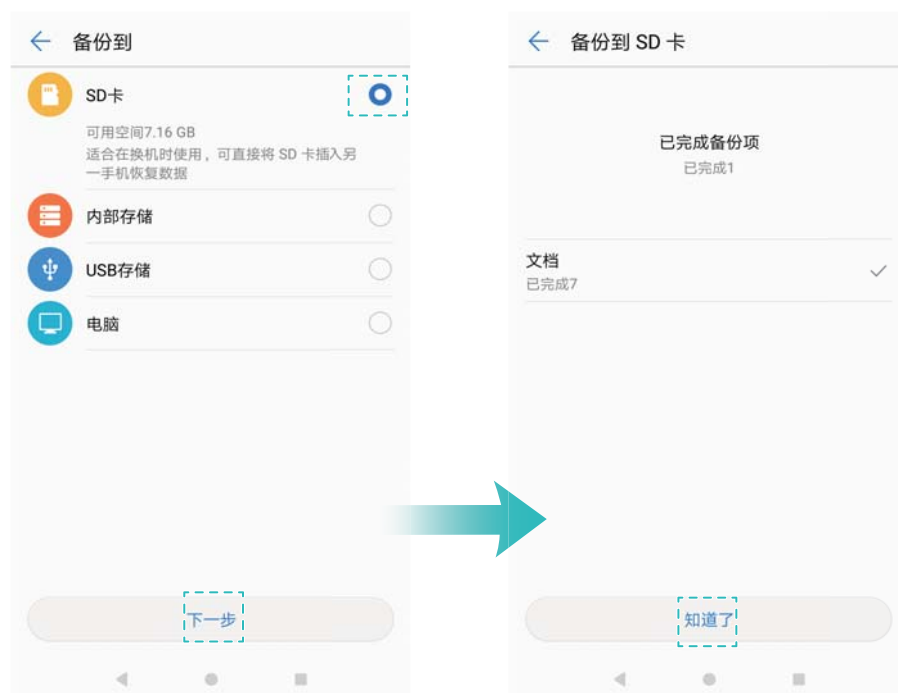 备份到
SD卡
可用空间7.16 GB
适合在换机时使用，可直接将 SD 卡插入另
一手机恢复数据
内部存储
USB存储
电脑
下一步
备份到 SD 卡
已完成备份项
已完成1
文档
已完成7
知道了